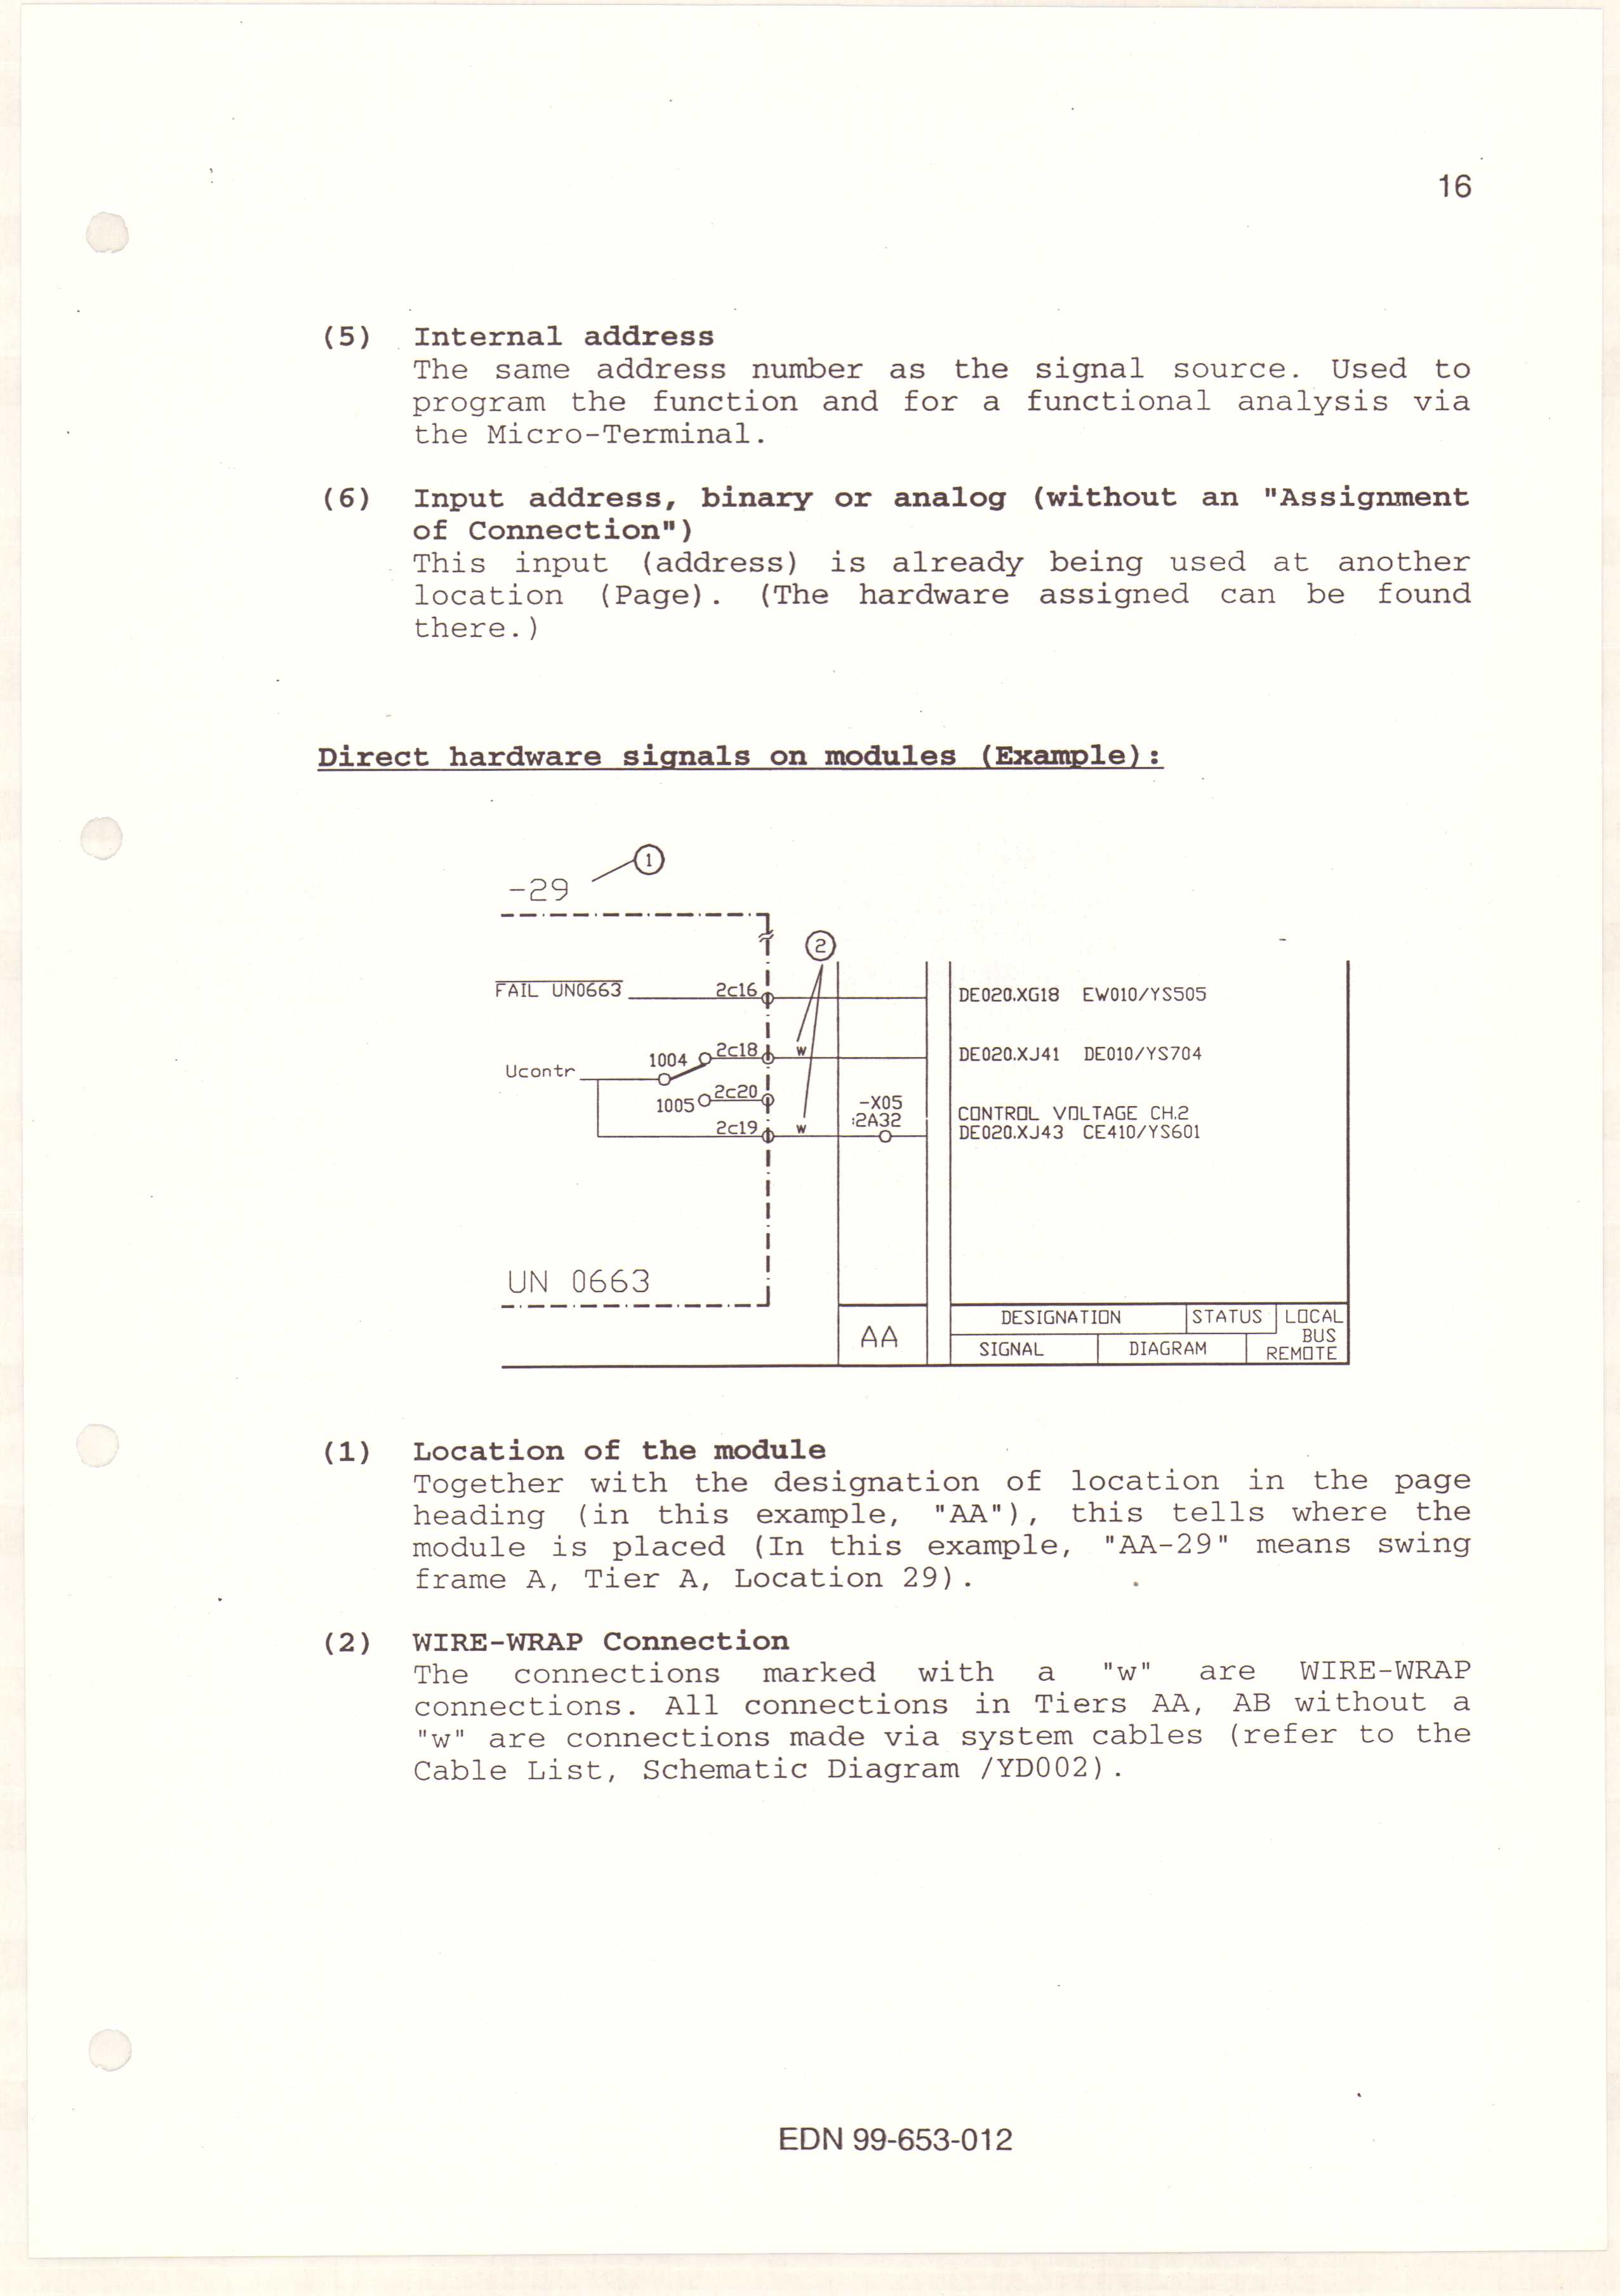 16
(5) Internal address
The same address number as the signal source. Used to
program the function and for a functional analysis via
the Micro-Terminal.
(6) Input address, binary or analog (without an "Assignment
of Connection")
This input (address) is already being used at another
location (Page). (The hardware assigned can be found
there.)
Direct hardware signals on modules (Example):
1
-29
2
FAIL UN0663 2c16 DE020.XG18 EW010/YS505
1004 2c18 w DE020.XJ41 DE010/YS704
Ucontr
1005 2c20 -X05 CONTROL VOLTAGE CH.2
2c19 w :2A32 DE020.XJ43 CE410/YS601
UN 0663
AA
DESIGNATION STATUS LOCAL
BUS
SIGNAL DIAGRAM REMOTE
(1) Location of the module
Together with the designation of location in the page
heading (in this example, "AA"), this tells where the
module is placed (In this example, "AA-29" means swing
frame A, Tier A, Location 29).
(2) WIRE-WRAP Connection
The connections marked with a "w" are WIRE-WRAP
connections. All connections in Tiers AA, AB without a
"w" are connections made via system cables (refer to the
Cable List, Schematic Diagram /YD002).
EDN 99-653-012